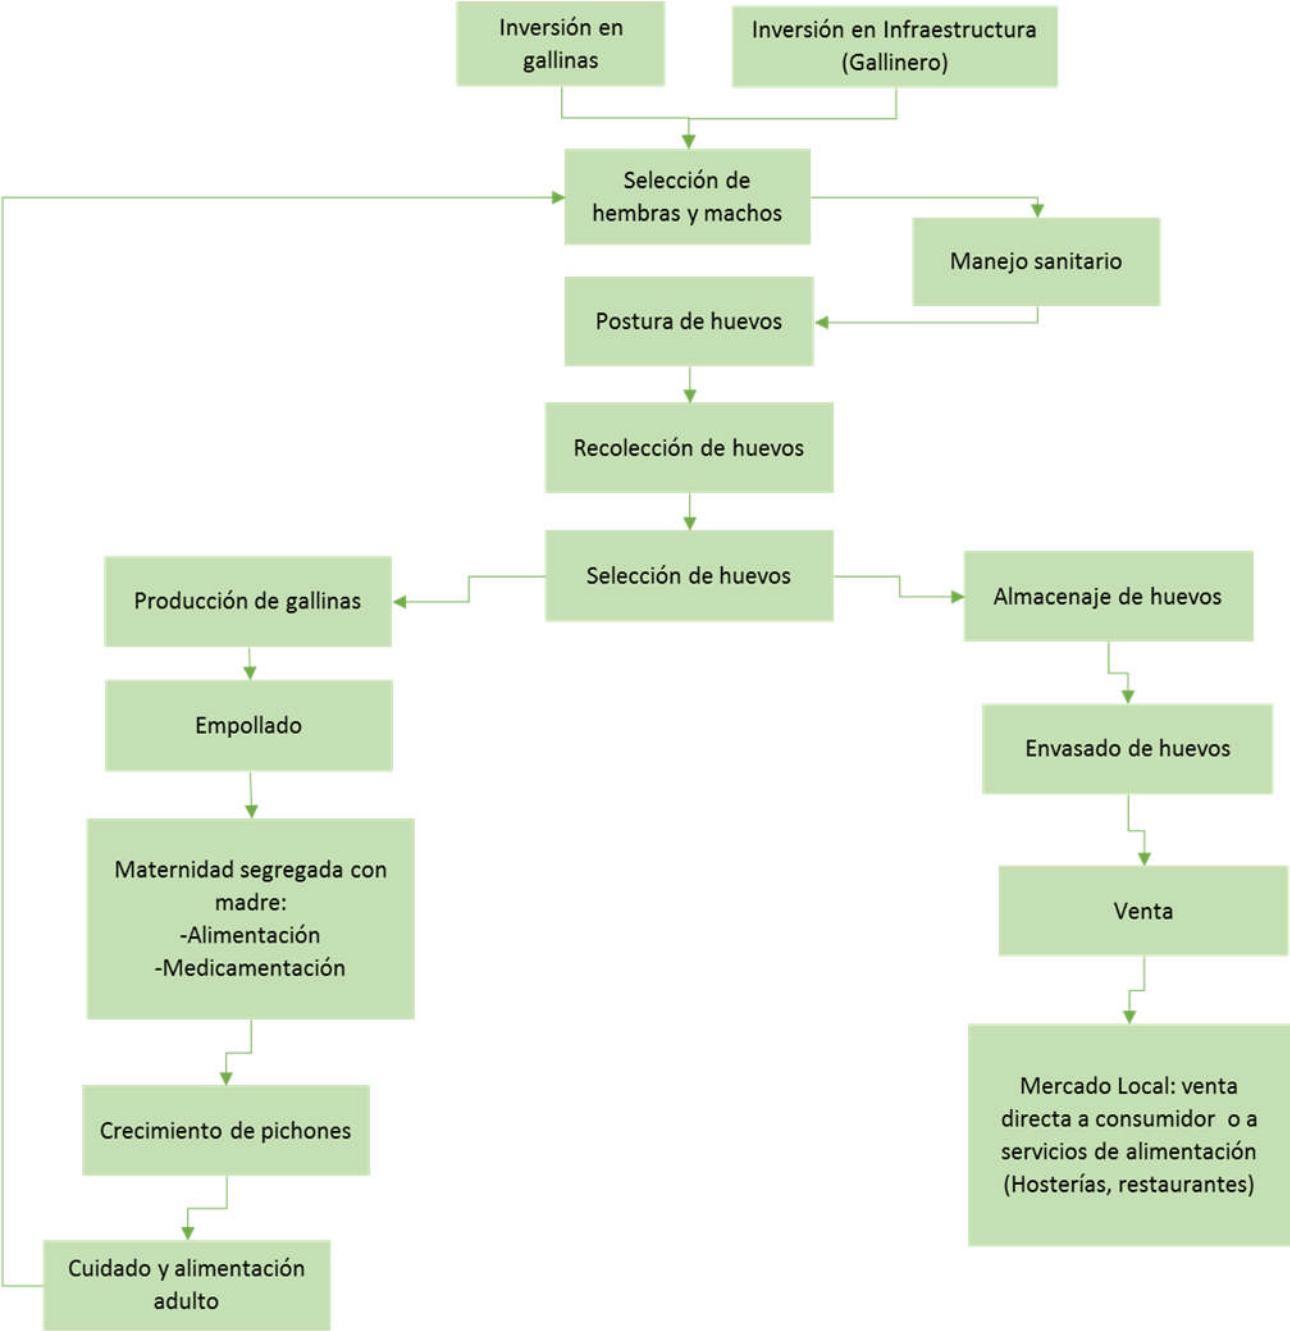 Inversión en
gallinas
Inversión en Infraestructura
(Gallinero)
Selección de
hembras y machos
Manejo sanitario
Postura de huevos
Recolección de huevos
Selección de huevos
Producción de gallinas
Almacenaje de huevos
Empollado
Envasado de huevos
Maternidad segregada con
madre:
-Alimentación
-Medicamentación
Venta
Crecimiento de pichones
Mercado Local: venta
directa a consumidor o a
servicios de alimentación
(Hosterías, restaurantes)
Cuidado y alimentación
adulto